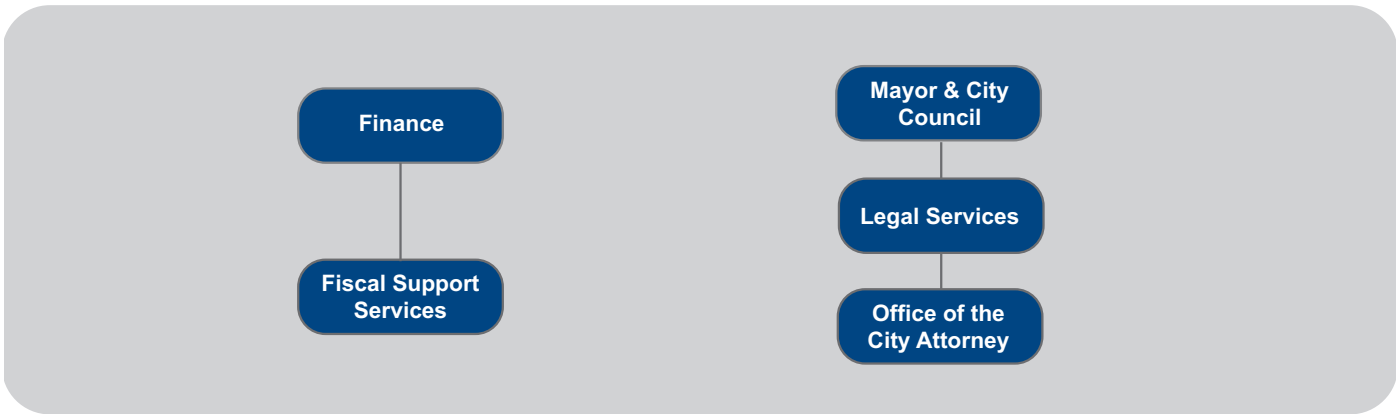 Finance
Fiscal Support
Services
Mayor & City
Council
Legal Services
Office of the
City Attorney